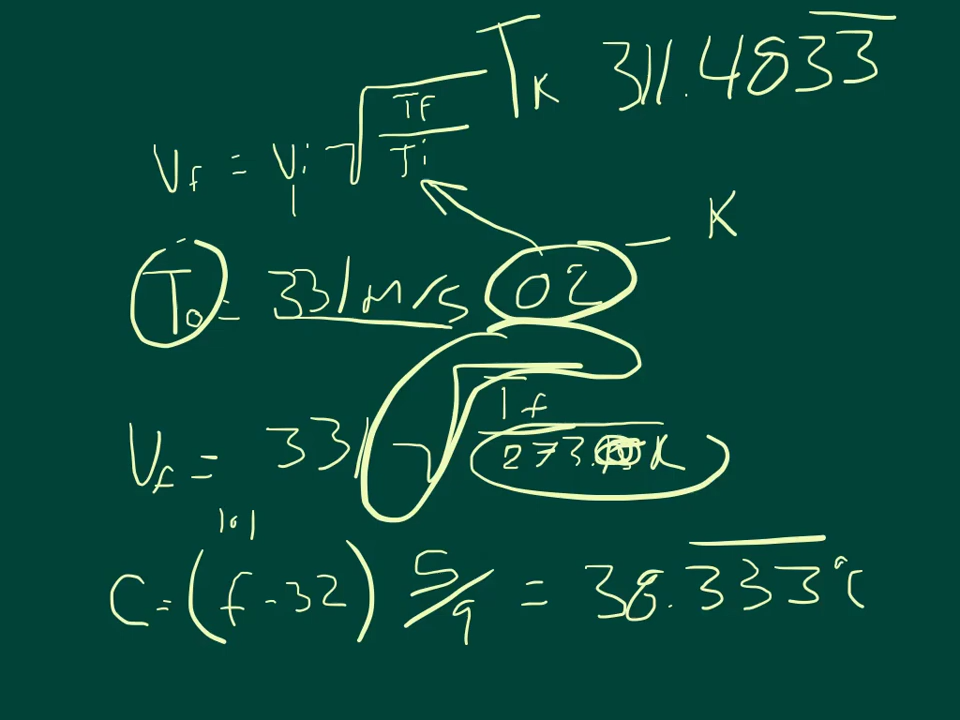 T_K 311.4833
V_f = V_i √(T_f / T_i)
K
T_0 = 331 m/s 0°C
V_f = 331 √(T_f / 273. K)
101
C = (f - 32) 5/9 = 38.333°C